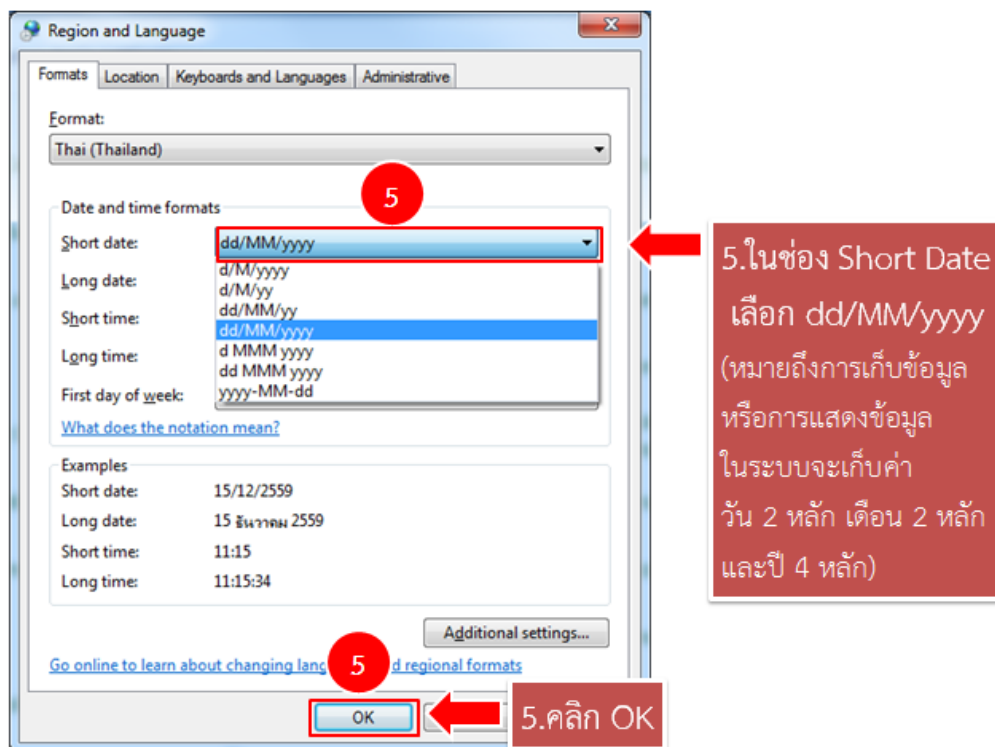 Region and Language
Formats Location Keyboards and Languages Administrative
Format:
Thai (Thailand)
5
Date and time formats
Short date: dd/MM/yyyy
d/M/yyyy
Long date:
d/M/yy
dd/MM/yy
Short time:
dd/MM/yyyy
Long time:
d MMM yyyy
dd MMM yyyy
First day of week:
yyyy-MM-dd
What does the notation mean?
Examples
Short date: 15/12/2559
Long date: 15 ธันวาคม 2559
Short time: 11:15
Long time: 11:15:34
Additional settings...
Go online to learn about changing regional formats
5
OK
5.ในช่อง Short Date
เลือก dd/MM/yyyy
(หมายถึงการเก็บข้อมูล
หรือการแสดงข้อมูล
ในระบบจะเก็บค่า
วัน 2 หลัก เดือน 2 หลัก
และปี 4 หลัก)
5.คลิก OK